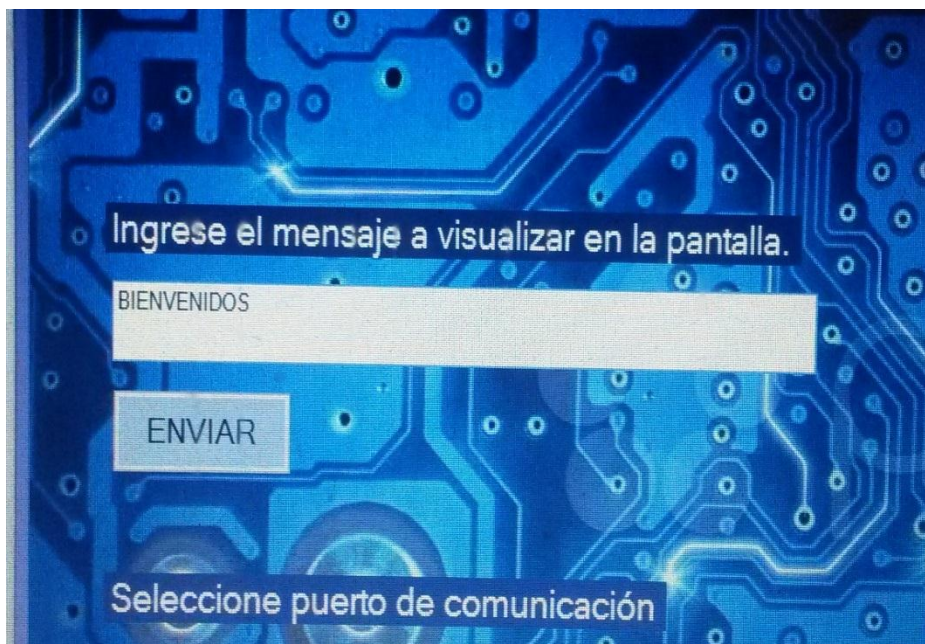 Ingrese el mensaje a visualizar en la pantalla.
BIENVENIDOS
ENVIAR
Seleccione puerto de comunicación